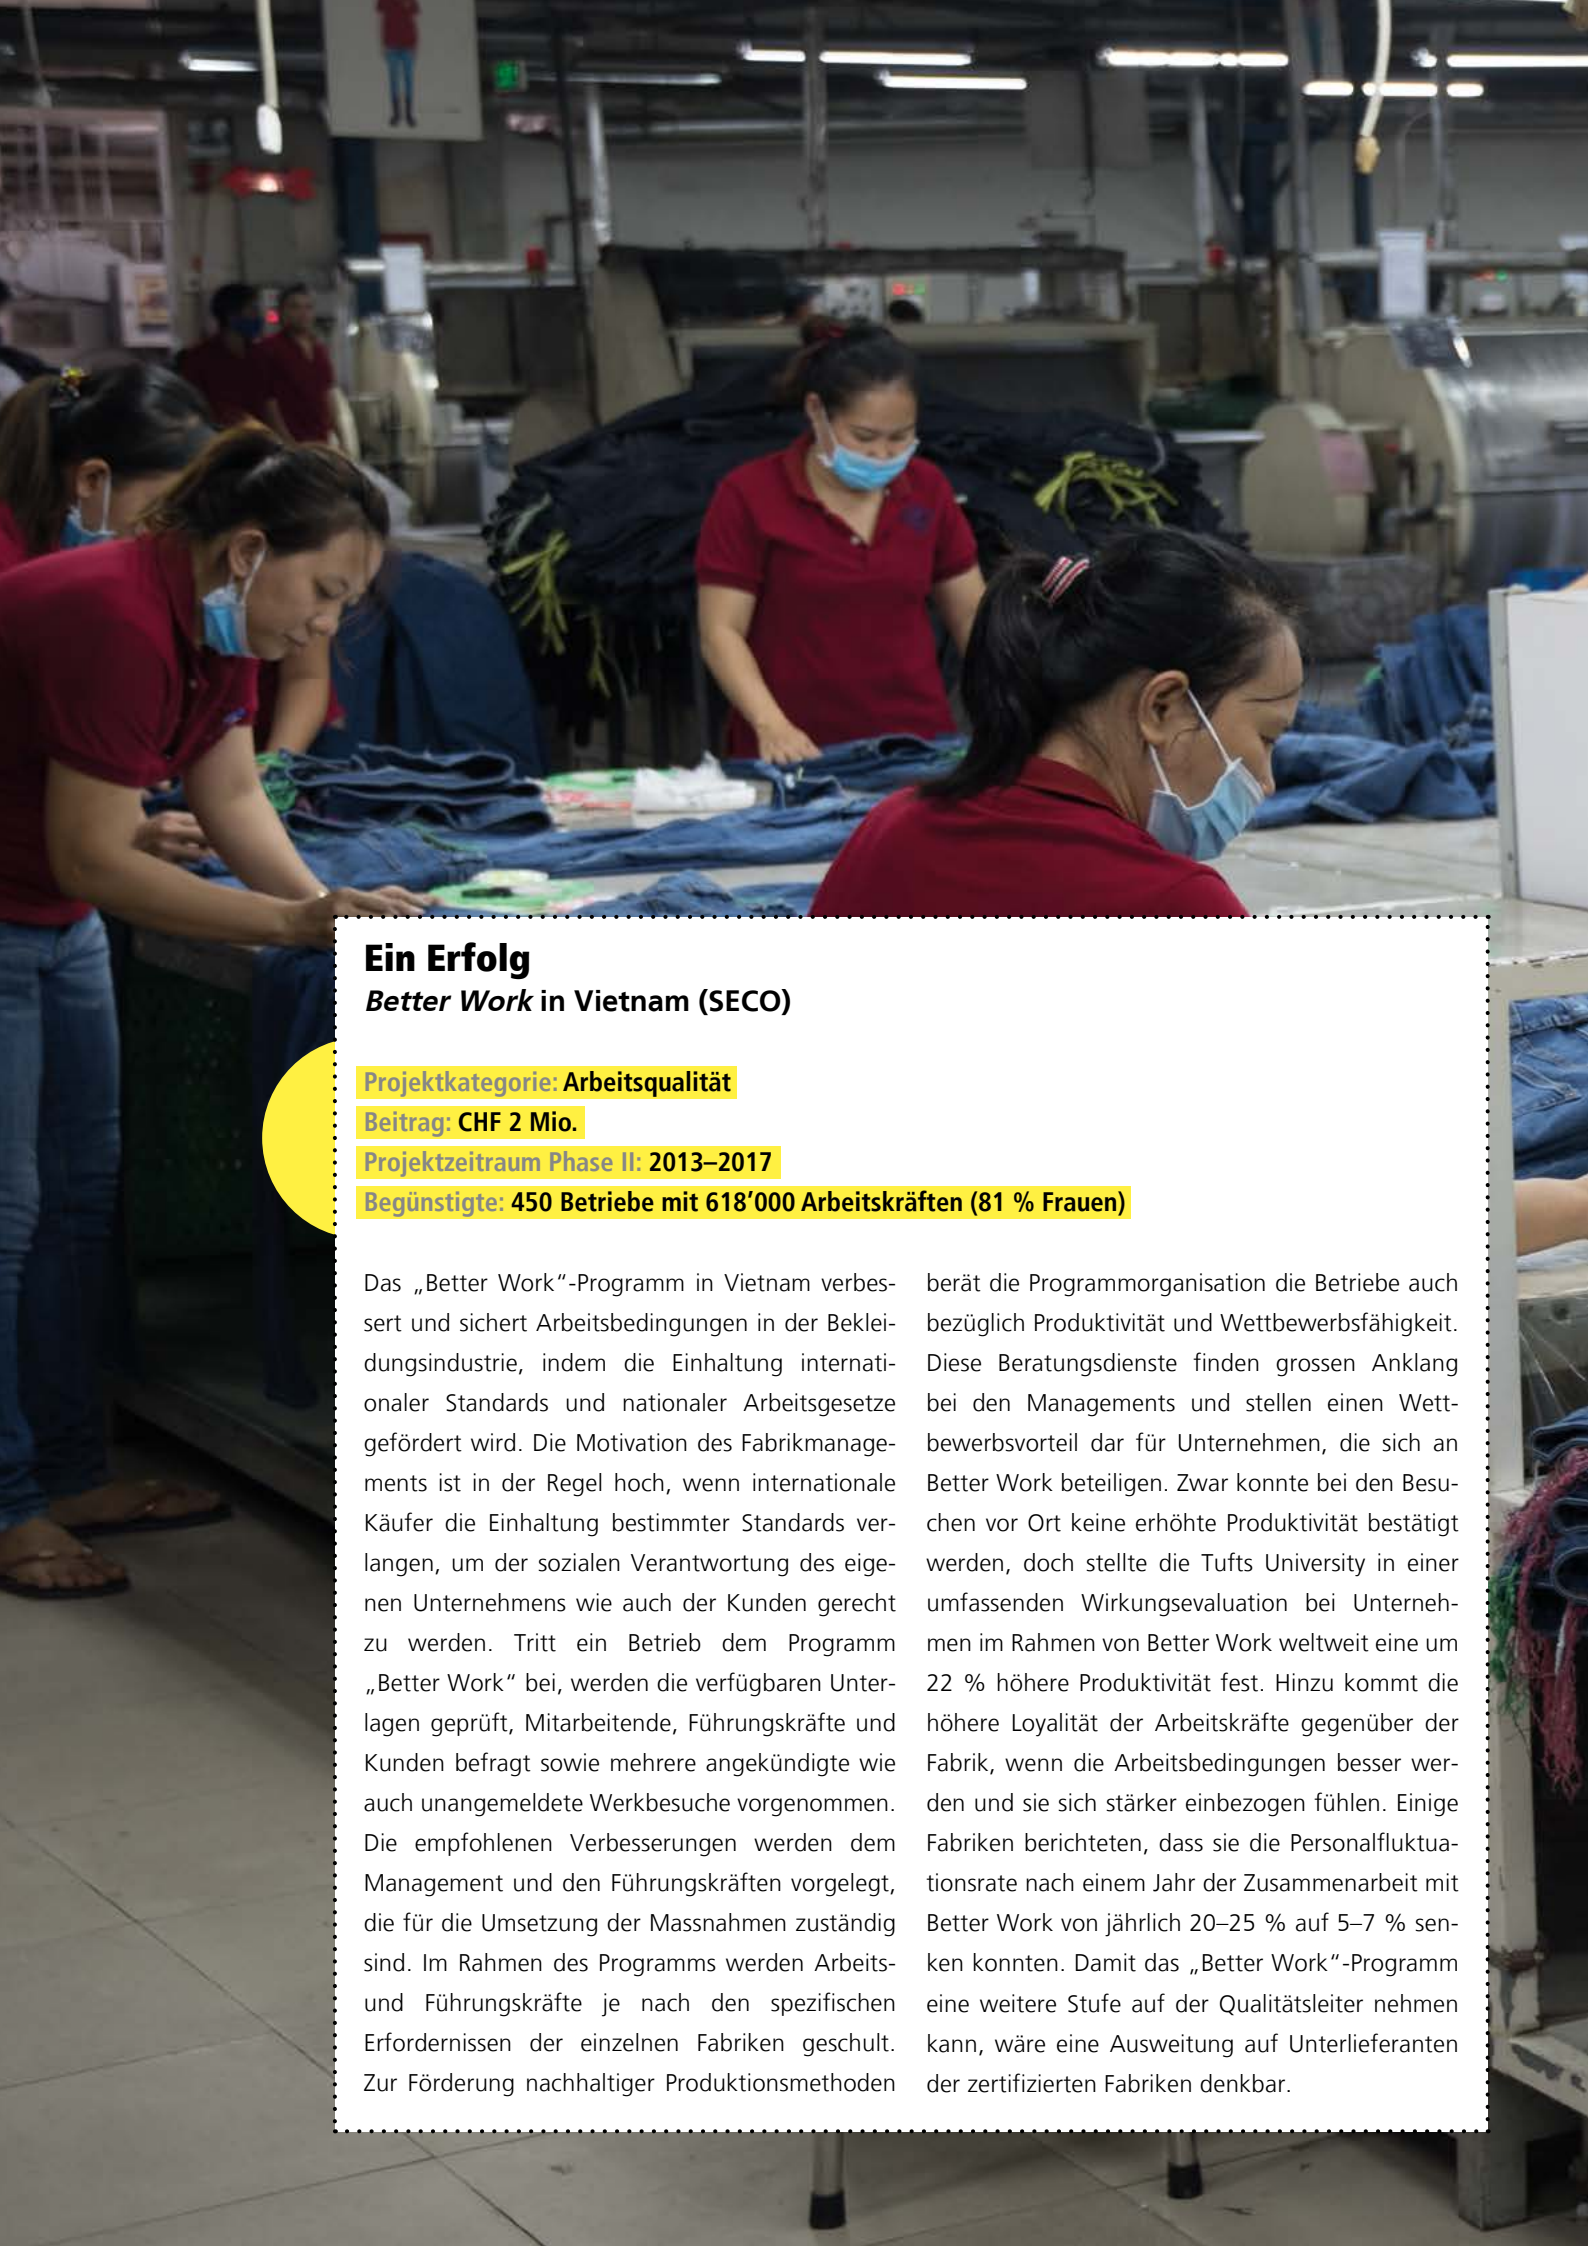 Ein Erfolg
Better Work in Vietnam (SECO)
Projektkategorie: Arbeitsqualität
Beitrag: CHF 2 Mio.
Projektzeitraum Phase II: 2013–2017
Begünstigte: 450 Betriebe mit 618’000 Arbeitskräften (81 % Frauen)
Das „Better Work“-Programm in Vietnam verbes-
sert und sichert Arbeitsbedingungen in der Beklei-
dungsindustrie, indem die Einhaltung internati-
onaler Standards und nationaler Arbeitsgesetze
gefördert wird. Die Motivation des Fabrikmanage-
ments ist in der Regel hoch, wenn internationale
Käufer die Einhaltung bestimmter Standards ver-
langen, um der sozialen Verantwortung des eige-
nen Unternehmens wie auch der Kunden gerecht
zu werden. Tritt ein Betrieb dem Programm
„Better Work“ bei, werden die verfügbaren Unter-
lagen geprüft, Mitarbeitende, Führungskräfte und
Kunden befragt sowie mehrere angekündigte wie
auch unangemeldete Werkbesuche vorgenommen.
Die empfohlenen Verbesserungen werden dem
Management und den Führungskräften vorgelegt,
die für die Umsetzung der Massnahmen zuständig
sind. Im Rahmen des Programms werden Arbeits-
und Führungskräfte je nach den spezifischen
Erfordernissen der einzelnen Fabriken geschult.
Zur Förderung nachhaltiger Produktionsmethoden
berät die Programmorganisation die Betriebe auch
bezüglich Produktivität und Wettbewerbsfähigkeit.
Diese Beratungsdienste finden grossen Anklang
bei den Managements und stellen einen Wett-
bewerbsvorteil dar für Unternehmen, die sich an
Better Work beteiligen. Zwar konnte bei den Besu-
chen vor Ort keine erhöhte Produktivität bestätigt
werden, doch stellte die Tufts University in einer
umfassenden Wirkungsevaluation bei Unterneh-
men im Rahmen von Better Work weltweit eine um
22 % höhere Produktivität fest. Hinzu kommt die
höhere Loyalität der Arbeitskräfte gegenüber der
Fabrik, wenn die Arbeitsbedingungen besser wer-
den und sie sich stärker einbezogen fühlen. Einige
Fabriken berichteten, dass sie die Personalfluktua-
tionsrate nach einem Jahr der Zusammenarbeit mit
Better Work von jährlich 20–25 % auf 5–7 % sen-
ken konnten. Damit das „Better Work“-Programm
eine weitere Stufe auf der Qualitätsleiter nehmen
kann, wäre eine Ausweitung auf Unterlieferanten
der zertifizierten Fabriken denkbar.